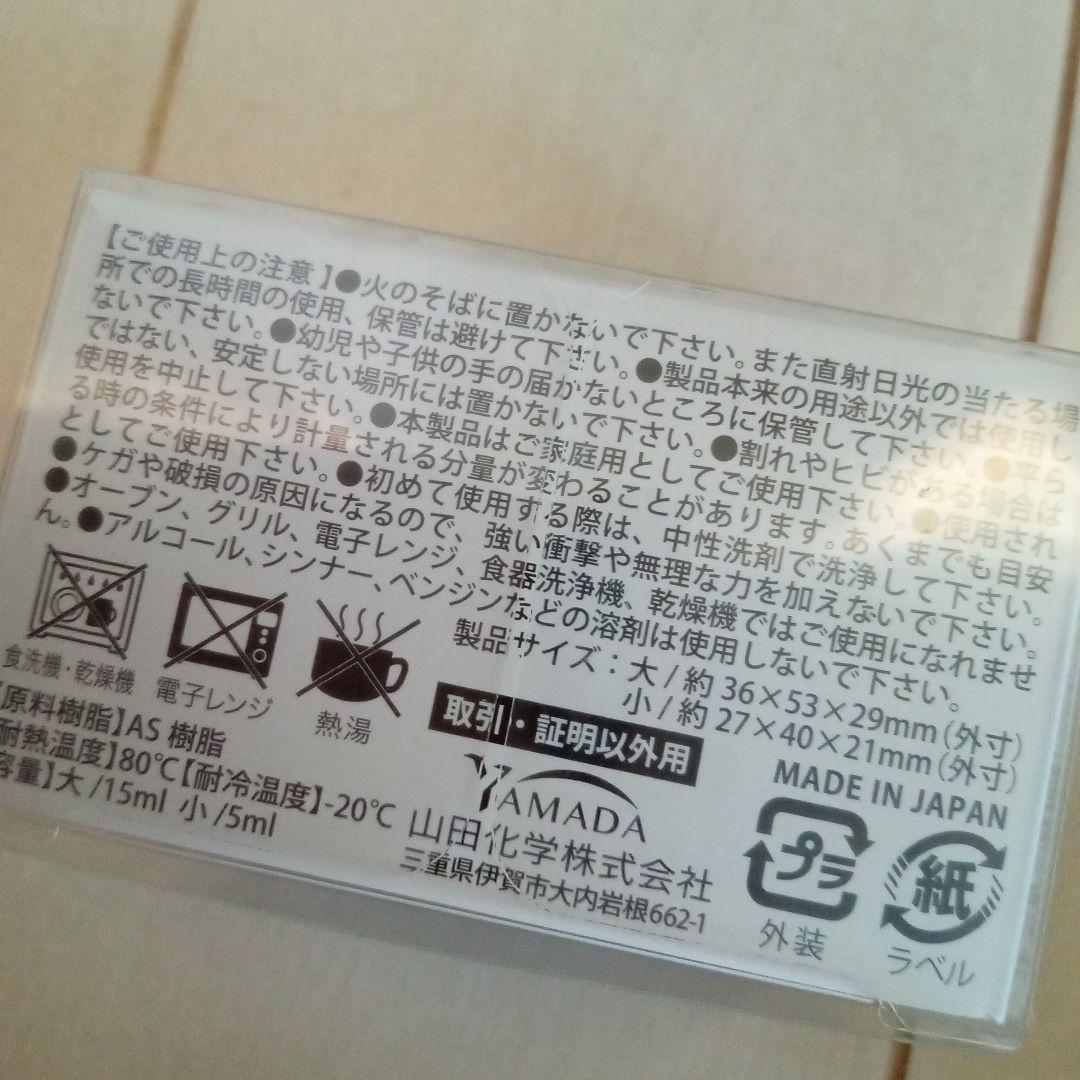 【ご使用上の注意 】●火のそばに置かないで下さい。また直射日光の当たる場
所での長時間の使用、保管は避けて下さい。●製品本来の用途以外では使用し
ないで下さい。●幼児や子供の手の届かないところに保管して下さい。●平ら
ではない、安定しない場所には置かないで下さい。●割れやヒビがある場合は
使用を中止して下さい。●本製品はご家庭用としてご使用下さい。●使用され
る時の条件により計量される分量が変わることがあります。あくまでも目安
としてご使用下さい。●初めて使用する際は、中性洗剤で洗浄して下さい。
●ケガや破損の原因になるので、強い衝撃や無理な力を加えないで下さい。
●オーブン、グリル、電子レンジ、食器洗浄機、乾燥機ではご使用になれませ
ん。●アルコール、シンナー、ベンジンなどの溶剤は使用しないで下さい。
製品サイズ：大 / 約 36×53×29mm (外寸)
小 / 約 27×40×21mm (外寸)
食洗機・乾燥機
電子レンジ
熱湯
取引・証明以外用
MADE IN JAPAN
【原料樹脂】AS 樹脂
耐熱温度】80℃【耐冷温度】-20℃
容量】大 /15ml 小 /5ml
YAMADA
山田化学株式会社
三重県伊賀市大内岩根662-1
プラ
外装
紙
ラベル